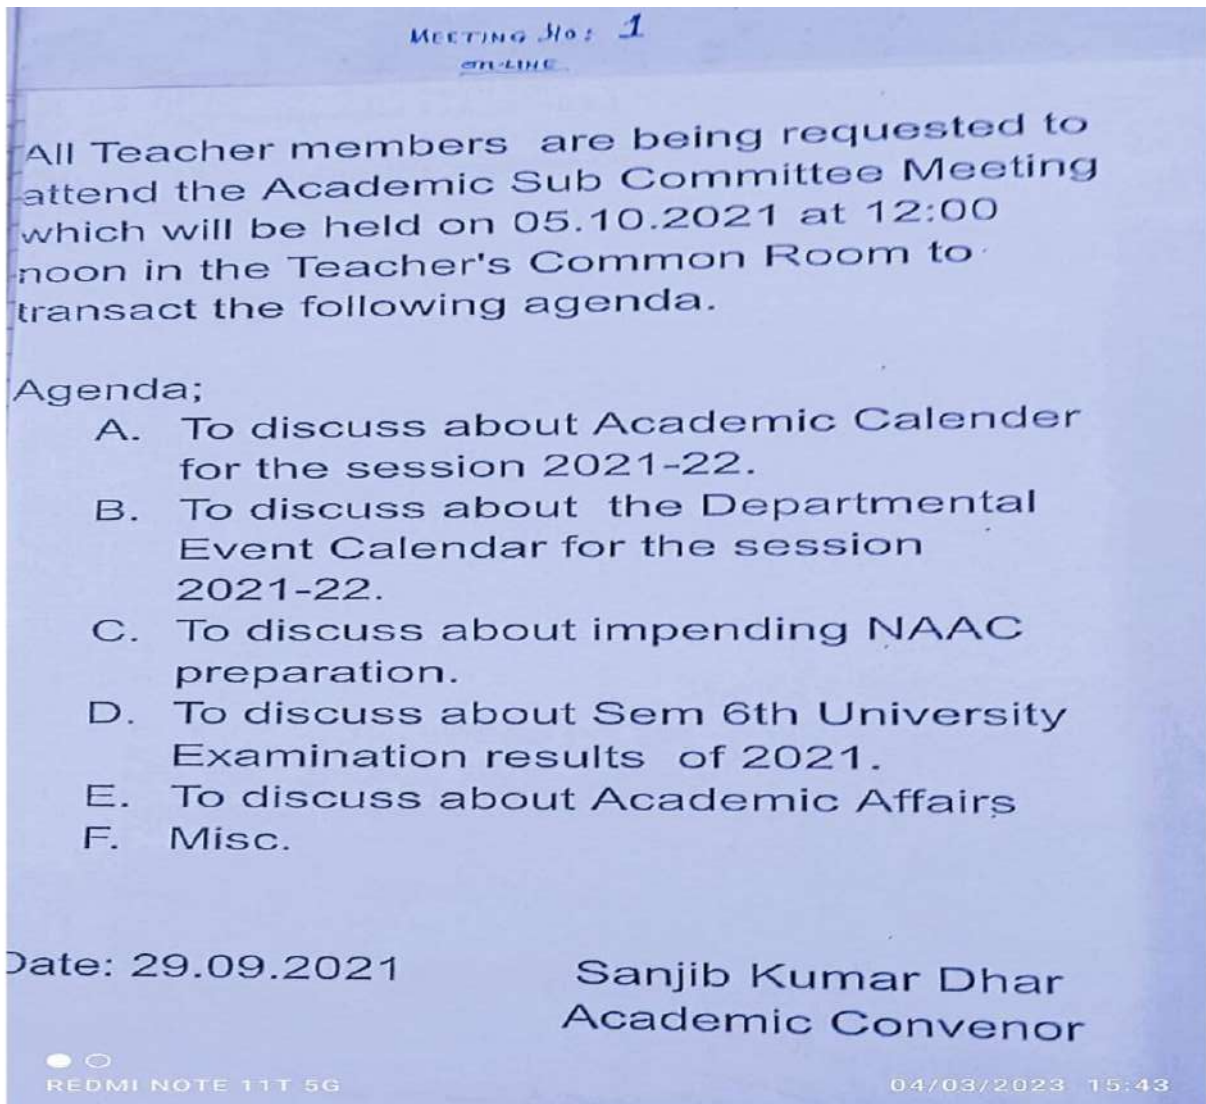 MEETING No: 1
ON-LINE
All Teacher members are being requested to
attend the Academic Sub Committee Meeting
which will be held on 05.10.2021 at 12:00
noon in the Teacher's Common Room to
transact the following agenda.
Agenda;
A. To discuss about Academic Calender
for the session 2021-22.
B. To discuss about the Departmental
Event Calendar for the session
2021-22.
C. To discuss about impending NAAC
preparation.
D. To discuss about Sem 6th University
Examination results of 2021.
E. To discuss about Academic Affairs
F. Misc.
Date: 29.09.2021
Sanjib Kumar Dhar
Academic Convenor
REDMI NOTE 11T 5G
04/03/2023 15:43